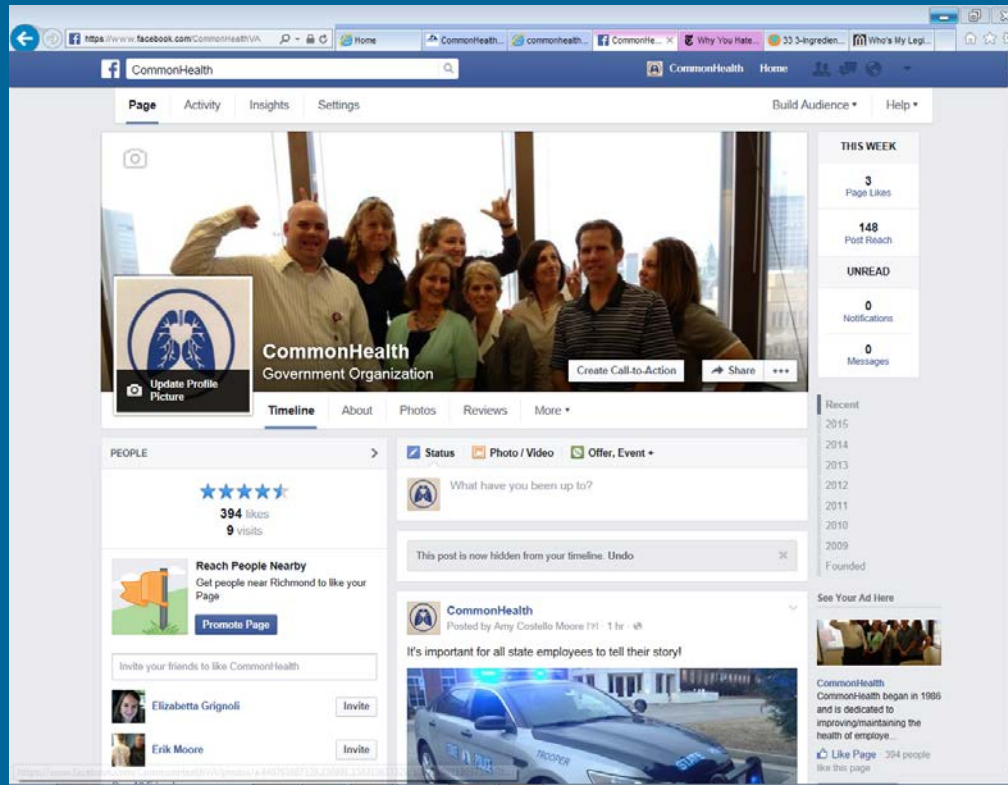 https://www.facebook.com/CommonHealthVA
Home
CommonHealth...
commonhealth...
CommonHe...
Why You Hate...
33 3-Ingredien...
Who's My Legi...
CommonHealth
CommonHealth Home
Page Activity Insights Settings
Build Audience Help
THIS WEEK
3
Page Likes
148
Post Reach
UNREAD
0
Notifications
0
Messages
CommonHealth
Government Organization
Update Profile
Picture
Create Call-to-Action Share
Timeline About Photos Reviews More
Recent
2015
2014
2013
2012
2011
2010
2009
Founded
PEOPLE
394 likes
9 visits
Reach People Nearby
Get people near Richmond to like your
Page
Promote Page
Invite your friends to like CommonHealth
Elizabetta Grignoli Invite
Erik Moore Invite
Status Photo / Video Offer, Event +
What have you been up to?
This post is now hidden from your timeline. Undo
CommonHealth
Posted by Amy Costello Moore [?] · 1 hr ·
It's important for all state employees to tell their story!
TROOPER
STATE
See Your Ad Here
CommonHealth
CommonHealth began in 1986
and is dedicated to
improving/maintaining the
health of employe...
Like Page · 394 people
like this page